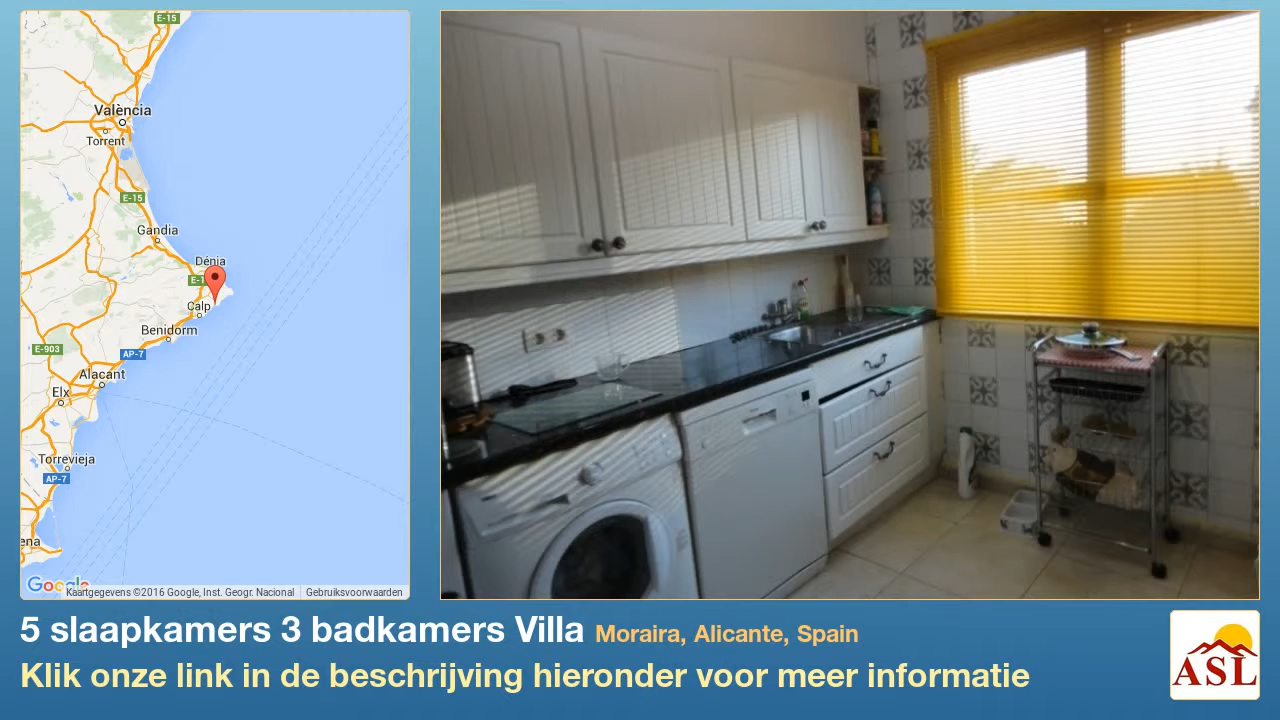 E-15
València
Torrent
E-15
Gandia
Dénia
E-1
Calp
Benidorm
E-903
AP-7
Alacant
Elx
Torrevieja
AP-7
ena
Google
Kaartgegevens ©2016 Google, Inst. Geogr. Nacional Gebruiksvoorwaarden
5 slaapkamers 3 badkamers Villa Moraira, Alicante, Spain
Klik onze link in de beschrijving hieronder voor meer informatie
ASL